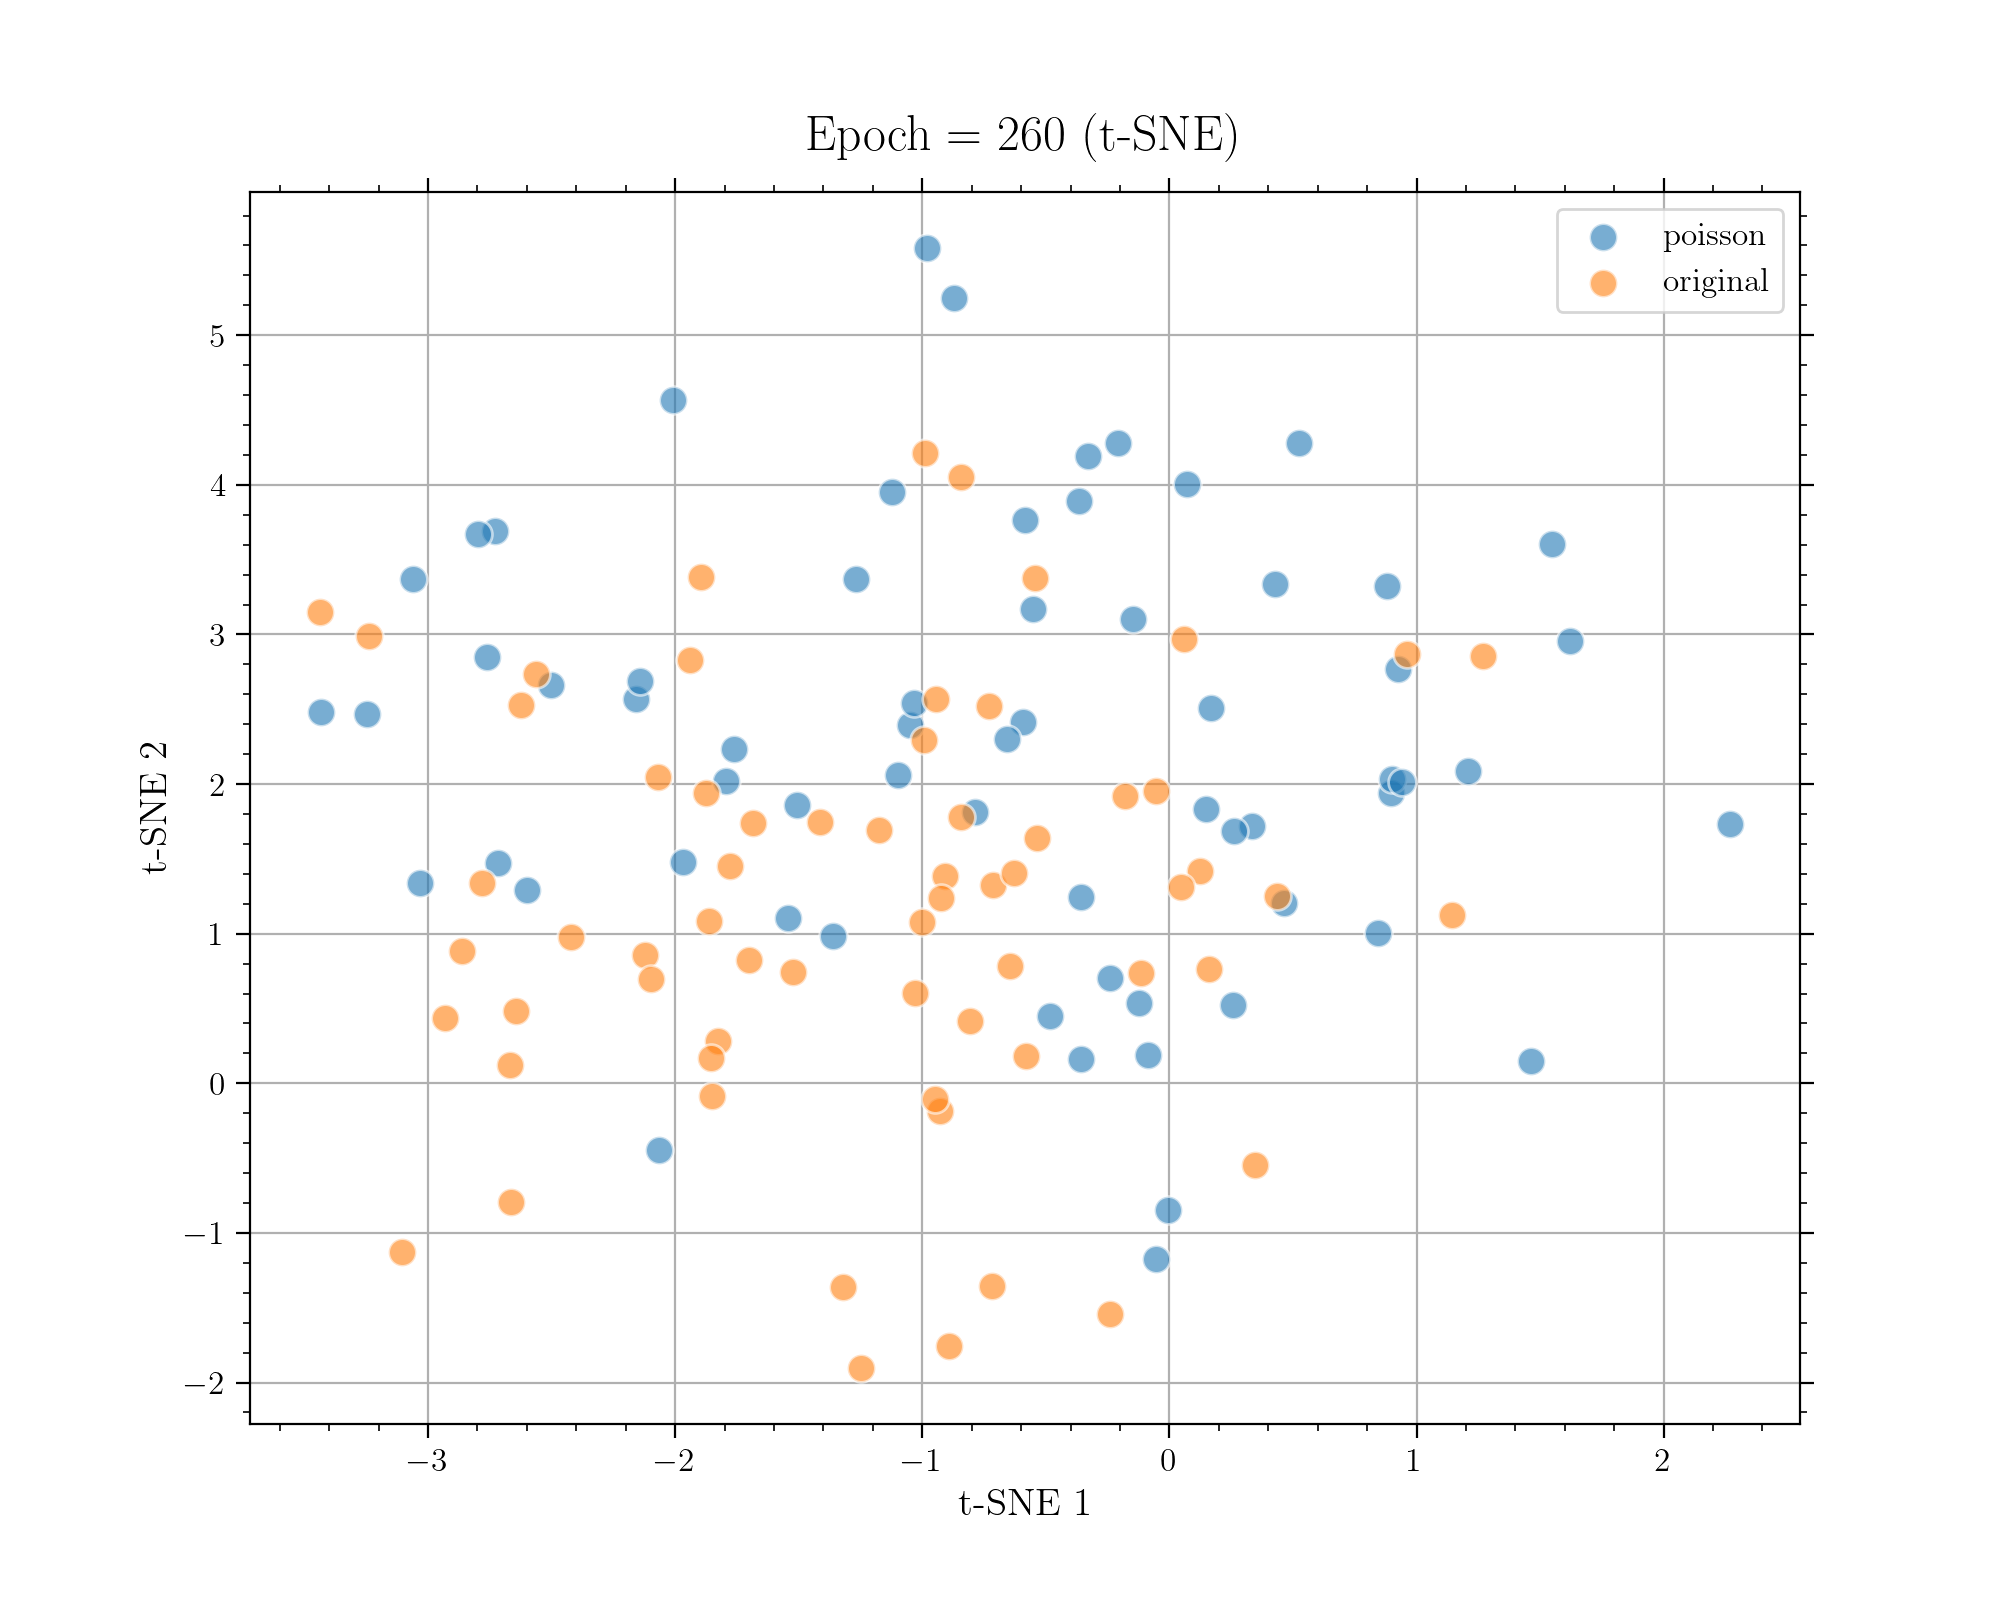 Epoch = 260 (t-SNE)
poisson
original
5
4
3
2
1
0
−1
−2
t-SNE 2
−3 −2 −1 0 1 2
t-SNE 1